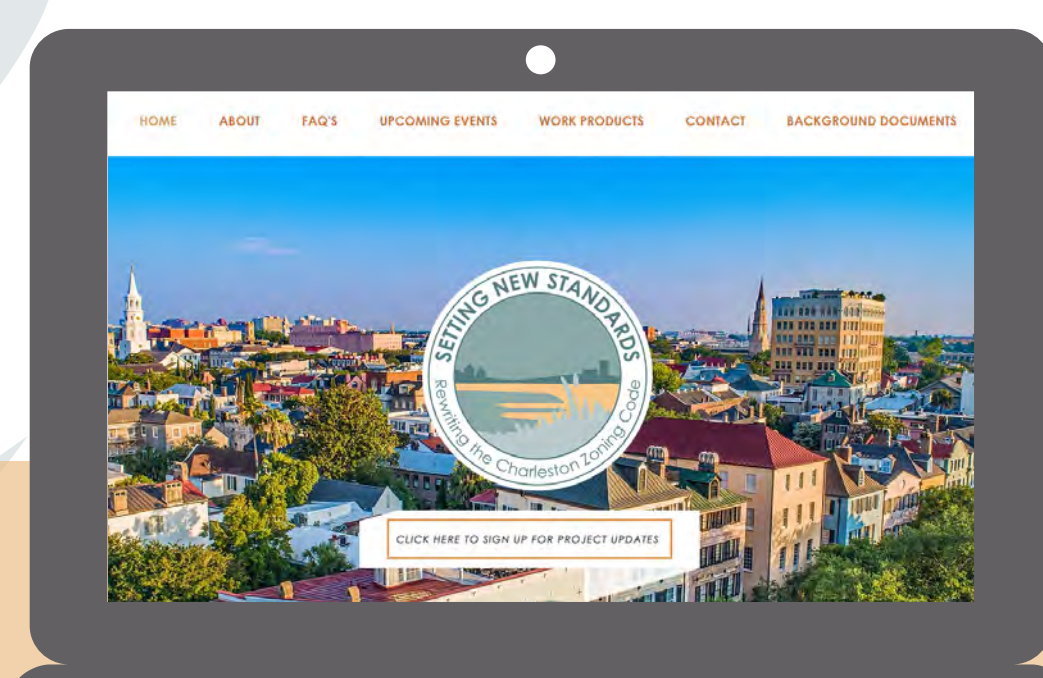 HOME ABOUT FAQ'S UPCOMING EVENTS WORK PRODUCTS CONTACT BACKGROUND DOCUMENTS
SETTING NEW STANDARDS
Rewriting the Charleston Zoning Code
CLICK HERE TO SIGN UP FOR PROJECT UPDATES